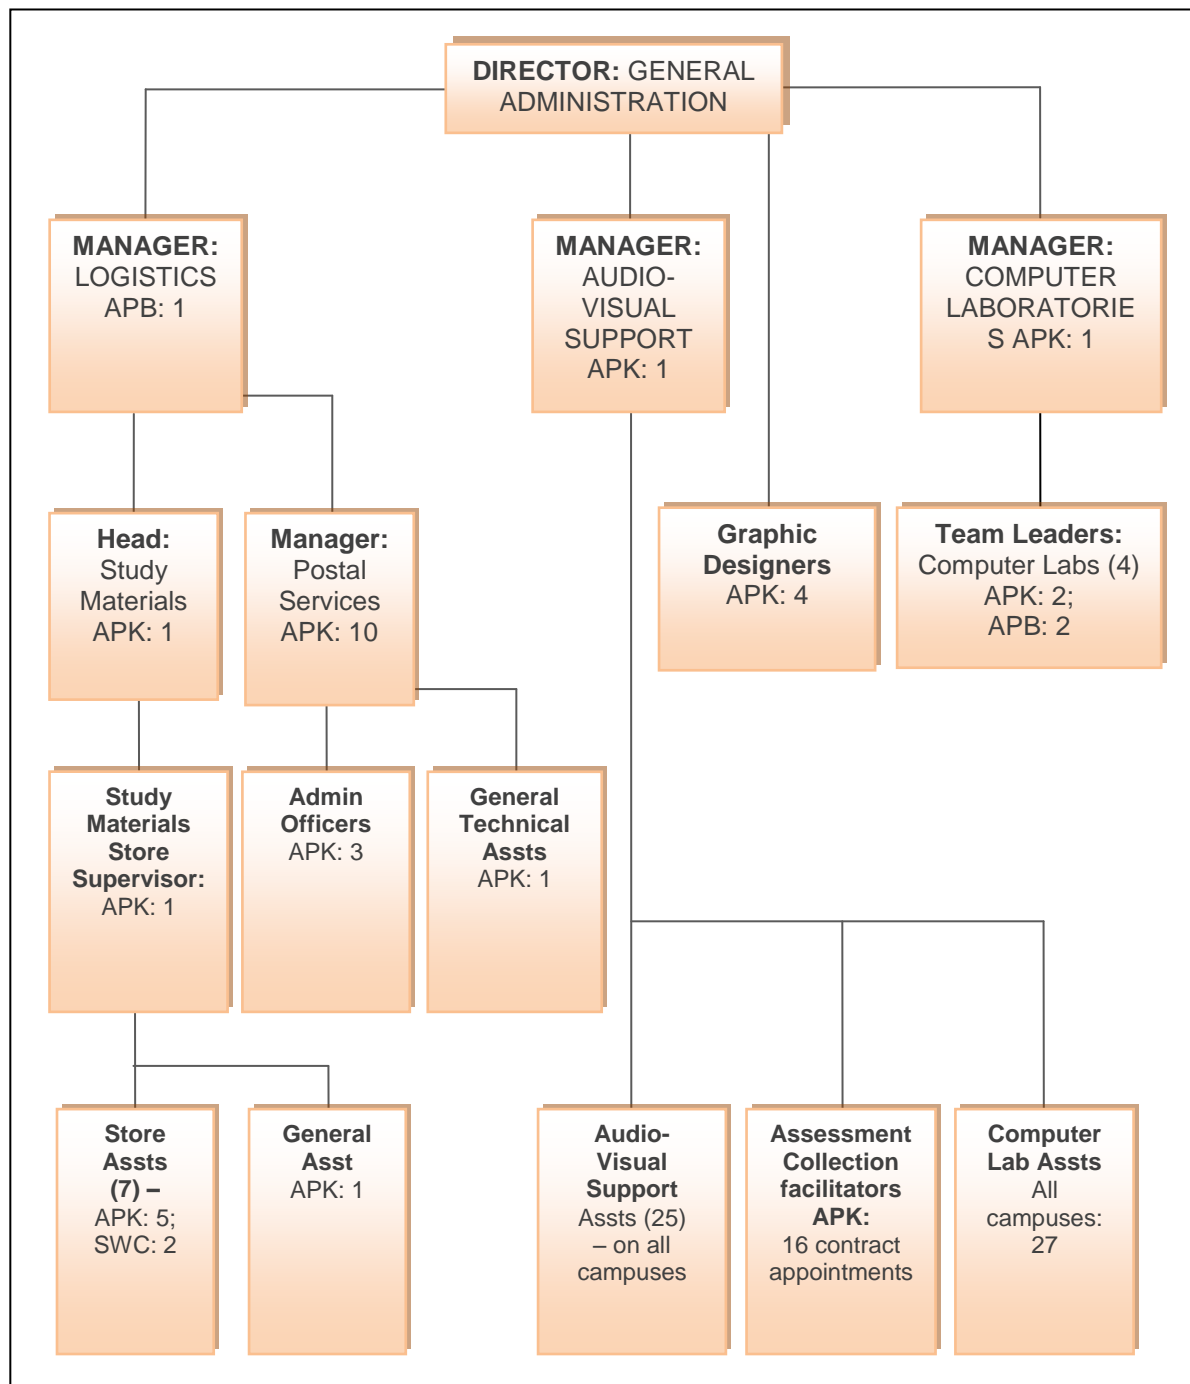 DIRECTOR: GENERAL
ADMINISTRATION
MANAGER:
LOGISTICS
APB: 1
MANAGER:
AUDIO-
VISUAL
SUPPORT
APK: 1
MANAGER:
COMPUTER
LABORATORIE
S APK: 1
Head:
Study
Materials
APK: 1
Manager:
Postal
Services
APK: 10
Graphic
Designers
APK: 4
Team Leaders:
Computer Labs (4)
APK: 2;
APB: 2
Study
Materials
Store
Supervisor:
APK: 1
Admin
Officers
APK: 3
General
Technical
Assts
APK: 1
Store
Assts
(7) –
APK: 5;
SWC: 2
General
Asst
APK: 1
Audio-
Visual
Support
Assts (25)
– on all
campuses
Assessment
Collection
facilitators
APK:
16 contract
appointments
Computer
Lab Assts
All
campuses:
27